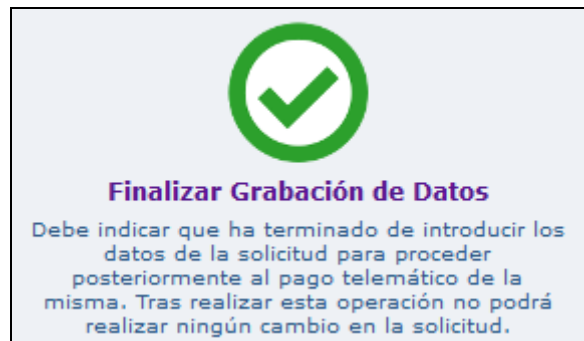 Finalizar Grabación de Datos
Debe indicar que ha terminado de introducir los
datos de la solicitud para proceder
posteriormente al pago telemático de la
misma. Tras realizar esta operación no podrá
realizar ningún cambio en la solicitud.